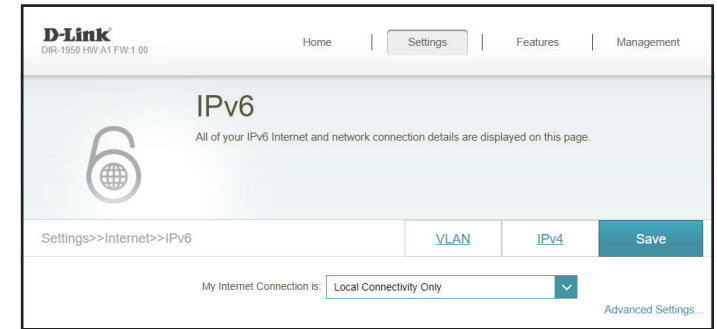 D-Link
DIR-1950 HW:A1 FW:1.00
Home | Settings | Features | Management
IPv6
All of your IPv6 Internet and network connection details are displayed on this page.
Settings>>Internet>>IPv6 VLAN IPv4 Save
My Internet Connection is: Local Connectivity Only
Advanced Settings...